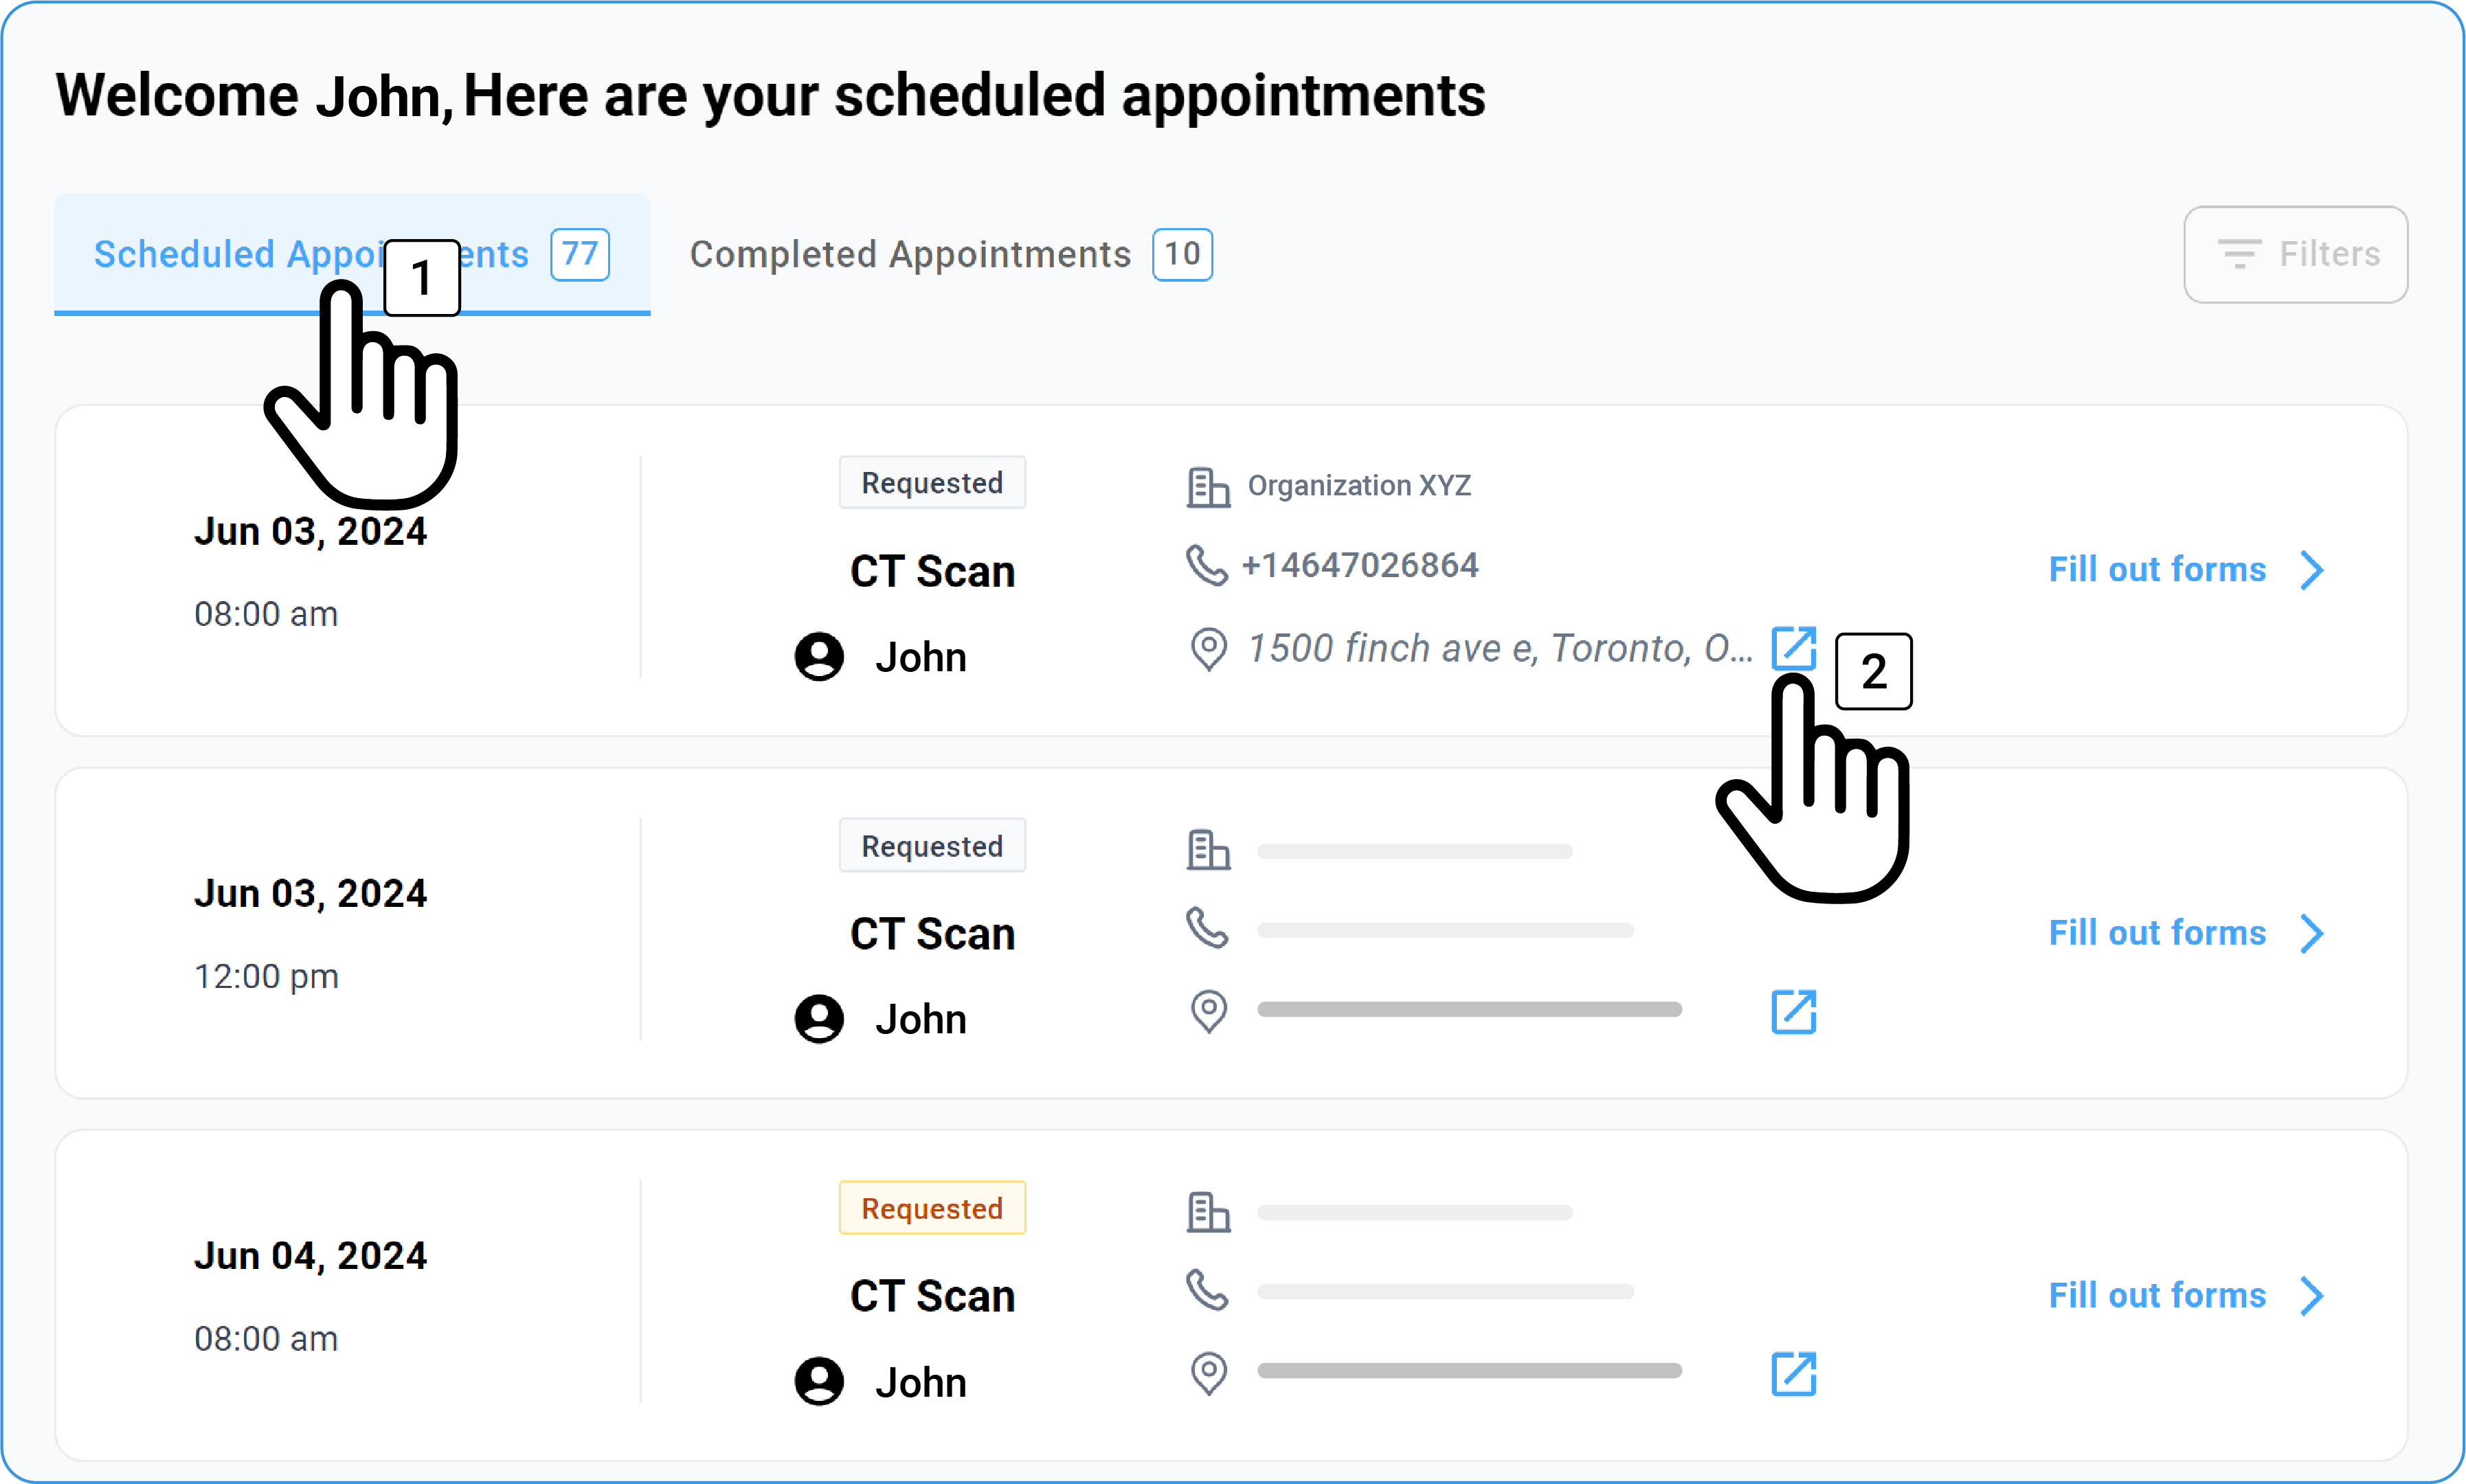 Welcome John, Here are your scheduled appointments
Scheduled Appoi ents 77 Completed Appointments 10 Filters
1
Requested
Organization XYZ
Jun 03, 2024
CT Scan
+14647026864
Fill out forms
08:00 am
John
1500 finch ave e, Toronto, O...
2
Requested
Jun 03, 2024
CT Scan
Fill out forms
12:00 pm
John
Requested
Jun 04, 2024
CT Scan
Fill out forms
08:00 am
John